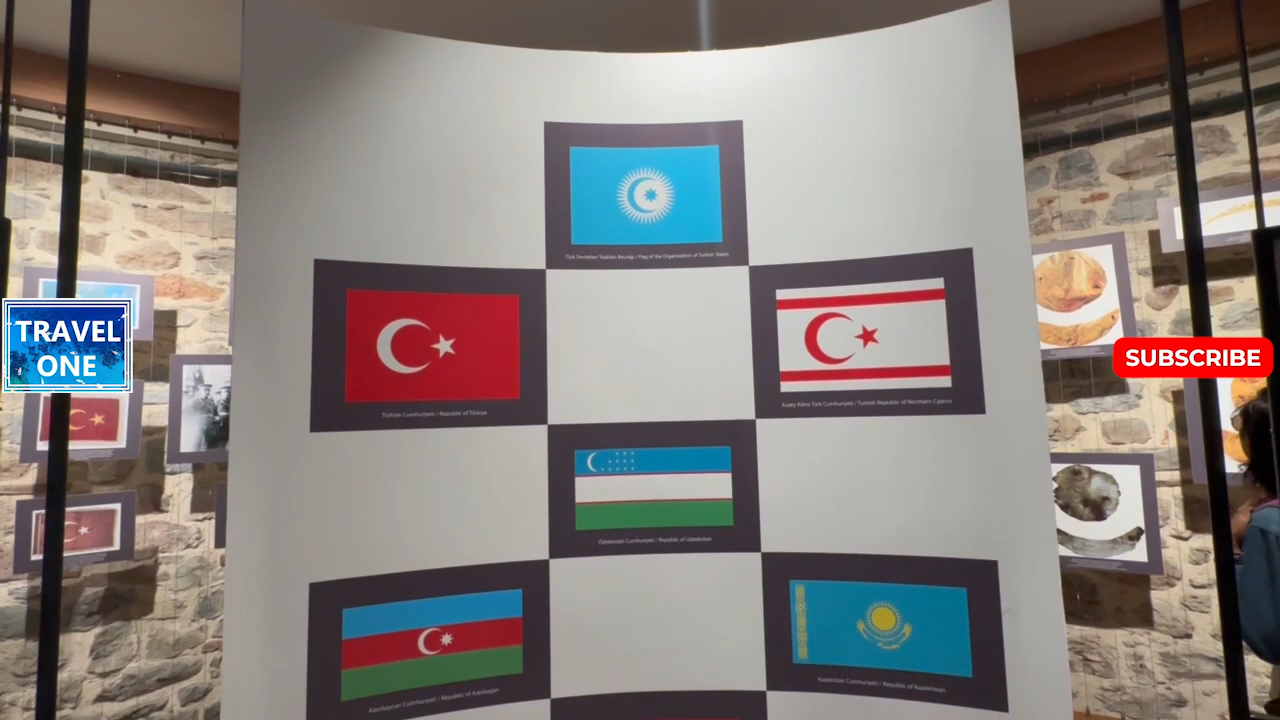 Türk Devletleri Teşkilatı Bayrağı / Flag of the Organization of Turkish States
Türkiye Cumhuriyeti / Republic of Türkiye
Kuzey Kıbrıs Türk Cumhuriyeti / Turkish Republic of Northern Cyprus
TRAVEL
ONE
SUBSCRIBE
Özbekistan Cumhuriyeti / Republic of Uzbekistan
Azerbaycan Cumhuriyeti / Republic of Azerbaijan
Kazakistan Cumhuriyeti / Republic of Kazakhstan